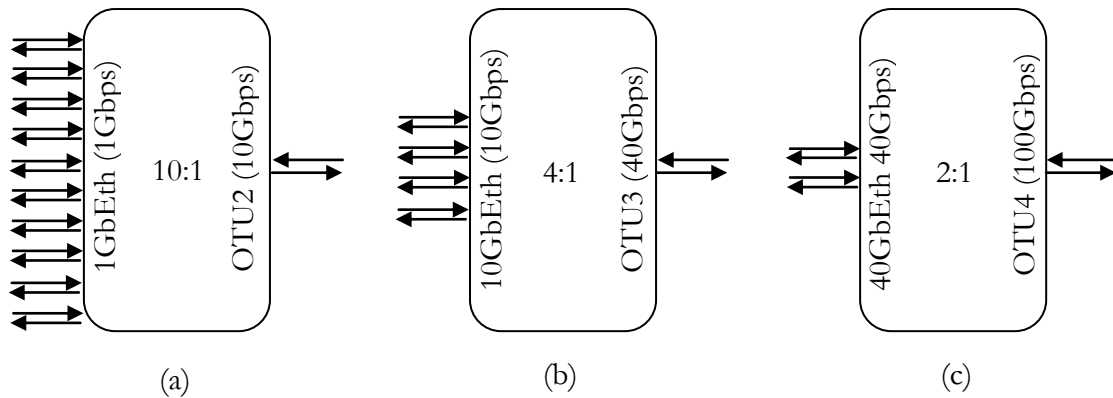 1GbEth (1Gbps)
10:1
OTU2 (10Gbps)
(a)
10GbEth (10Gbps)
4:1
OTU3 (40Gbps)
(b)
40GbEth 40Gbps)
2:1
OTU4 (100Gbps)
(c)